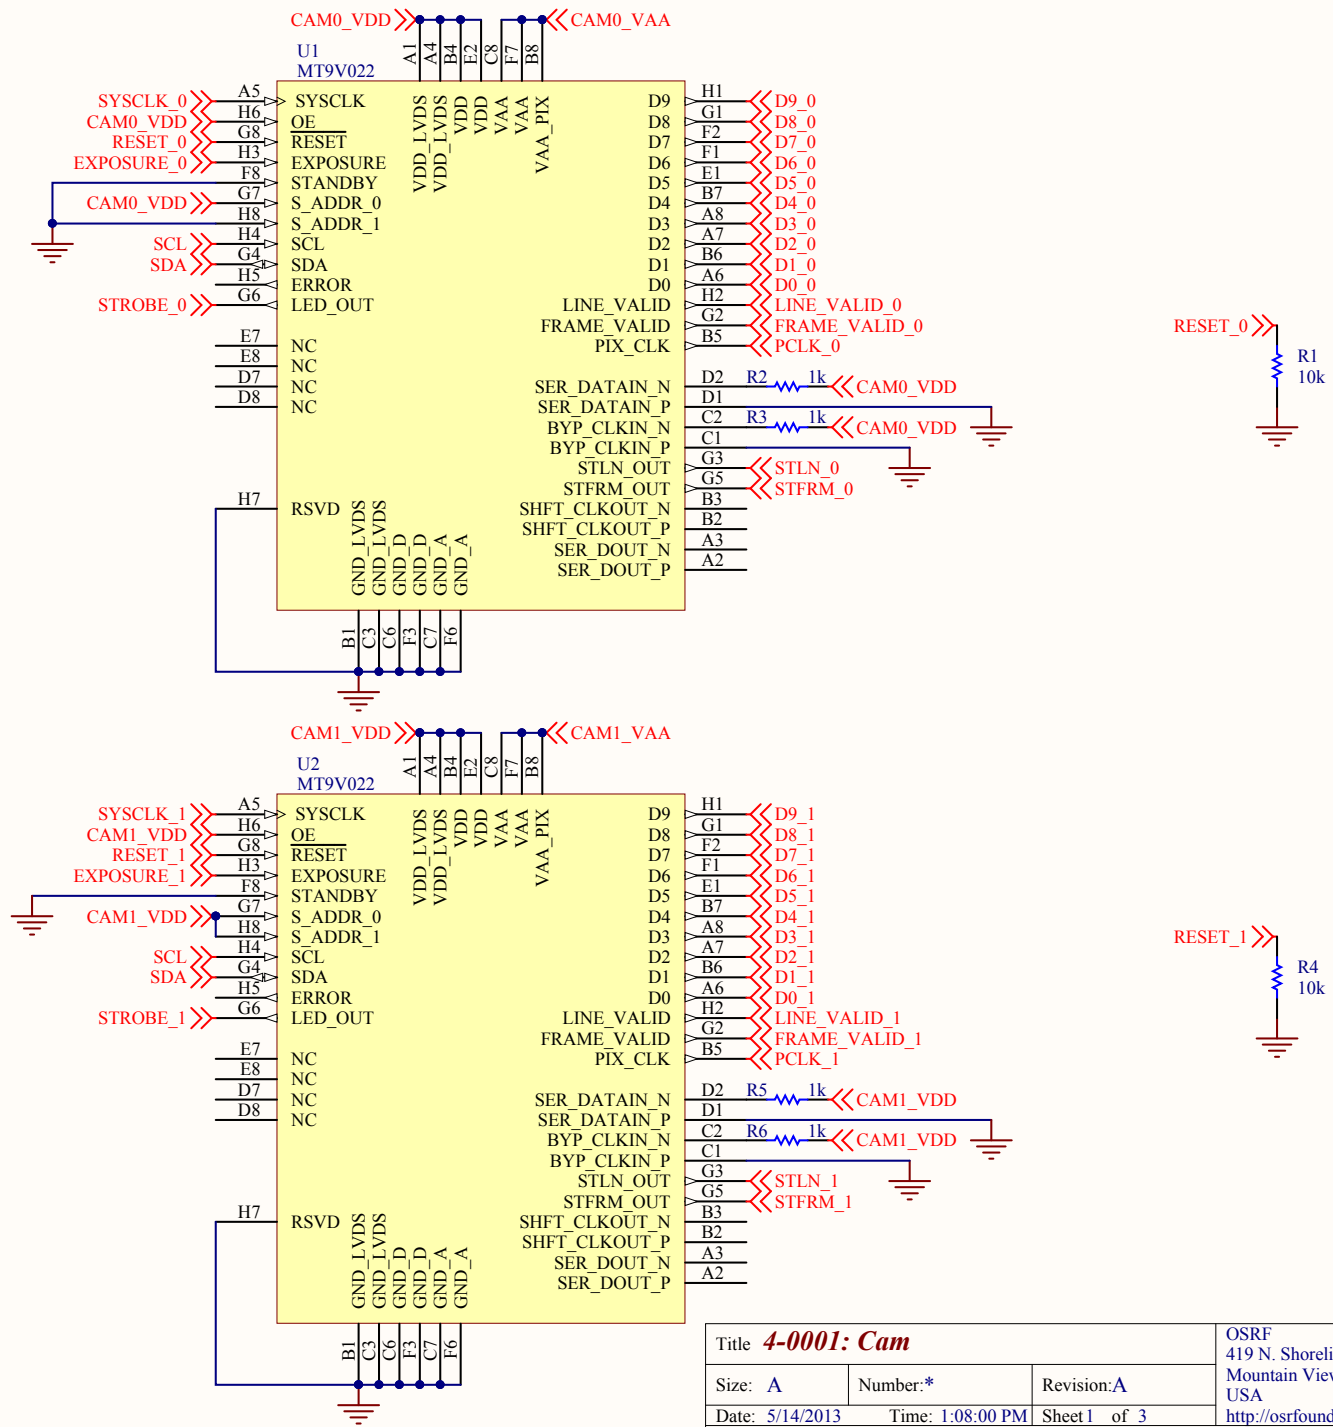 CAM0_VDD
CAM0_VAA
U1
MT9V022
A1 A4 B4 E2 C8 F7 B8
VDD_LVDS VDD_LVDS VDD VDD VAA VAA VAA_PIX
SYSCLK_0 A5 SYSCLK
CAM0_VDD H6 OE
RESET_0 G8 RESET
EXPOSURE_0 H3 EXPOSURE
F8 STANDBY
CAM0_VDD G7 S_ADDR_0
H8 S_ADDR_1
SCL H4 SCL
SDA G4 SDA
H5 ERROR
STROBE_0 G6 LED_OUT
E7 NC
E8 NC
D7 NC
D8 NC
H7 RSVD
D9 H1 D9_0
D8 G1 D8_0
D7 F2 D7_0
D6 F1 D6_0
D5 E1 D5_0
D4 B7 D4_0
D3 A8 D3_0
D2 A7 D2_0
D1 B6 D1_0
D0 A6 D0_0
LINE_VALID H2 LINE_VALID_0
FRAME_VALID G2 FRAME_VALID_0
PIX_CLK B5 PCLK_0
SER_DATAIN_N D2 R2 1k CAM0_VDD
SER_DATAIN_P D1
BYP_CLKIN_N C2 R3 1k CAM0_VDD
BYP_CLKIN_P C1
STLN_OUT G3 STLN_0
STFRM_OUT G5 STFRM_0
SHFT_CLKOUT_N B3
SHFT_CLKOUT_P B2
SER_DOUT_N A3
SER_DOUT_P A2
GND_LVDS GND_LVDS GND_D GND_D GND_A GND_A
B1 C3 C6 F3 C7 F6
RESET_0
R1
10k
CAM1_VDD
CAM1_VAA
U2
MT9V022
A1 A4 B4 E2 C8 F7 B8
VDD_LVDS VDD_LVDS VDD VDD VAA VAA VAA_PIX
SYSCLK_1 A5 SYSCLK
CAM1_VDD H6 OE
RESET_1 G8 RESET
EXPOSURE_1 H3 EXPOSURE
F8 STANDBY
CAM1_VDD G7 S_ADDR_0
H8 S_ADDR_1
SCL H4 SCL
SDA G4 SDA
H5 ERROR
STROBE_1 G6 LED_OUT
E7 NC
E8 NC
D7 NC
D8 NC
H7 RSVD
D9 H1 D9_1
D8 G1 D8_1
D7 F2 D7_1
D6 F1 D6_1
D5 E1 D5_1
D4 B7 D4_1
D3 A8 D3_1
D2 A7 D2_1
D1 B6 D1_1
D0 A6 D0_1
LINE_VALID H2 LINE_VALID_1
FRAME_VALID G2 FRAME_VALID_1
PIX_CLK B5 PCLK_1
SER_DATAIN_N D2 R5 1k CAM1_VDD
SER_DATAIN_P D1
BYP_CLKIN_N C2 R6 1k CAM1_VDD
BYP_CLKIN_P C1
STLN_OUT G3 STLN_1
STFRM_OUT G5 STFRM_1
SHFT_CLKOUT_N B3
SHFT_CLKOUT_P B2
SER_DOUT_N A3
SER_DOUT_P A2
GND_LVDS GND_LVDS GND_D GND_D GND_A GND_A
B1 C3 C6 F3 C7 F6
RESET_1
R4
10k
Title 4-0001: Cam
Size: A Number:* Revision:A
Date: 5/14/2013 Time: 1:08:00 PM Sheet 1 of 3
OSRF
419 N. Shoreli
Mountain View
USA
http://osrfound